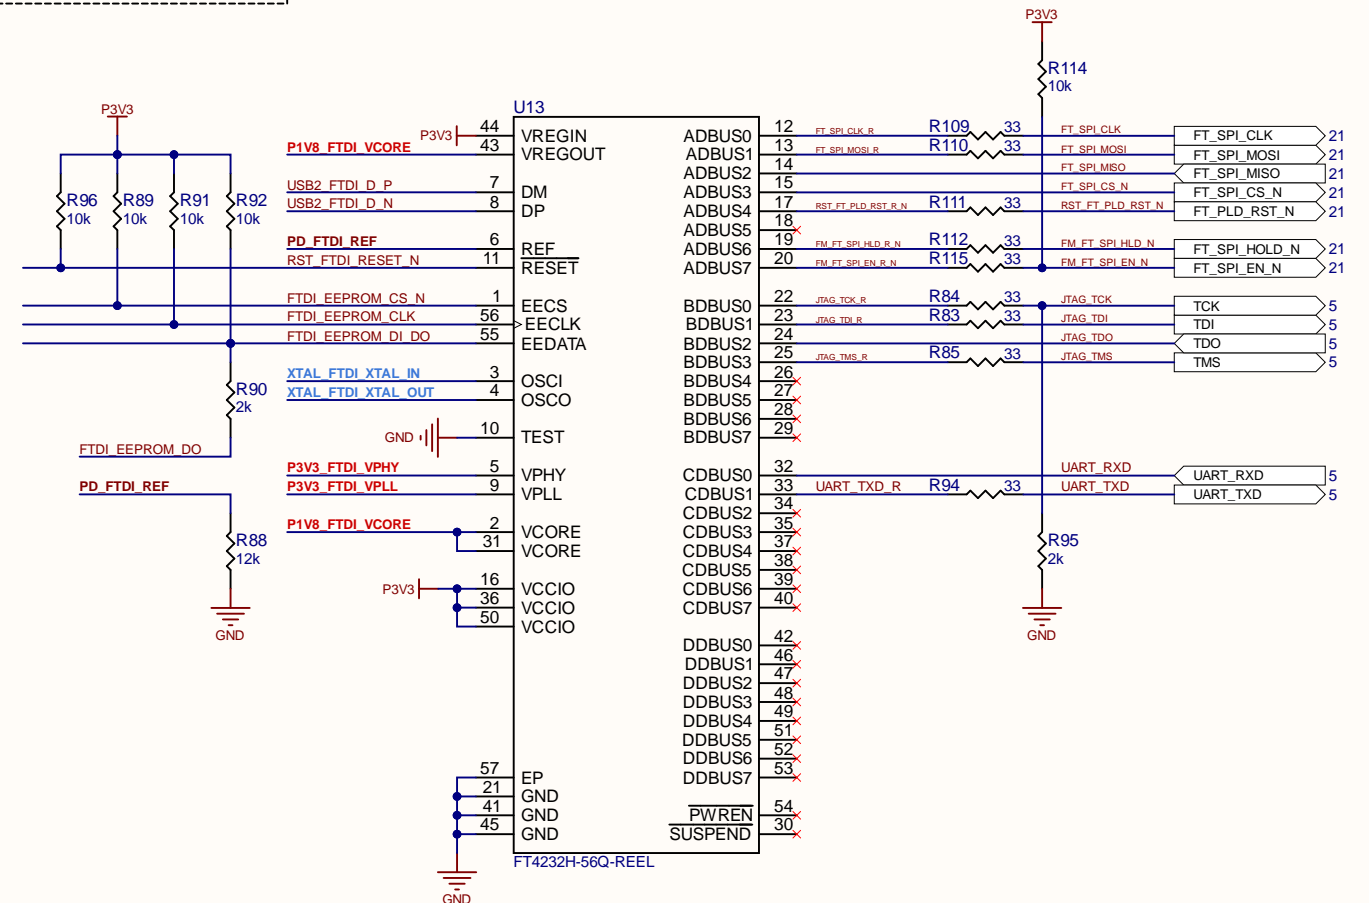 P3V3
R114
10k
P3V3
R96
10k
R89
10k
R91
10k
R92
10k
U13
P3V3
44 VREGIN
P1V8_FTDI_VCORE 43 VREGOUT
USB2_FTDI_D_P 7 DM
USB2_FTDI_D_N 8 DP
PD_FTDI_REF 6 REF
RST_FTDI_RESET_N 11 RESET
FTDI_EEPROM_CS_N 1 EECS
FTDI_EEPROM_CLK 56 EECLK
FTDI_EEPROM_DI_DO 55 EEDATA
XTAL_FTDI_XTAL_IN 3 OSCI
XTAL_FTDI_XTAL_OUT 4 OSCO
R90
2k
GND 10 TEST
FTDI_EEPROM_DO
P3V3_FTDI_VPHY 5 VPHY
PD_FTDI_REF
P3V3_FTDI_VPLL 9 VPLL
P1V8_FTDI_VCORE 2 VCORE
31 VCORE
R88
12k
GND
P3V3 16 VCCIO
36 VCCIO
50 VCCIO
57 EP
21 GND
41 GND
45 GND
GND
FT4232H-56Q-REEL
ADBUS0 12 FT_SPI_CLK_R R109 33 FT_SPI_CLK FT_SPI_CLK 21
ADBUS1 13 FT_SPI_MOSI_R R110 33 FT_SPI_MOSI FT_SPI_MOSI 21
ADBUS2 14 FT_SPI_MISO FT_SPI_MISO 21
ADBUS3 15 FT_SPI_CS_N FT_SPI_CS_N 21
ADBUS4 17 RST_FT_PLD_RST_R_N R111 33 RST_FT_PLD_RST_N FT_PLD_RST_N 21
ADBUS5 18
ADBUS6 19 FM_FT_SPI_HLD_R_N R112 33 FM_FT_SPI_HLD_N FT_SPI_HOLD_N 21
ADBUS7 20 FM_FT_SPI_EN_R_N R115 33 FM_FT_SPI_EN_N FT_SPI_EN_N 21
BDBUS0 22 JTAG_TCK_R R84 33 JTAG_TCK TCK 5
BDBUS1 23 JTAG_TDI_R R83 33 JTAG_TDI TDI 5
BDBUS2 24 JTAG_TDO TDO 5
BDBUS3 25 JTAG_TMS_R R85 33 JTAG_TMS TMS 5
BDBUS4 26
BDBUS5 27
BDBUS6 28
BDBUS7 29
CDBUS0 32 UART_RXD UART_RXD 5
CDBUS1 33 UART_TXD_R R94 33 UART_TXD UART_TXD 5
CDBUS2 34
CDBUS3 35
CDBUS4 37
CDBUS5 38
CDBUS6 39
CDBUS7 40
R95
2k
GND
DDBUS0 42
DDBUS1 46
DDBUS2 47
DDBUS3 48
DDBUS4 49
DDBUS5 51
DDBUS6 52
DDBUS7 53
PWREN 54
SUSPEND 30